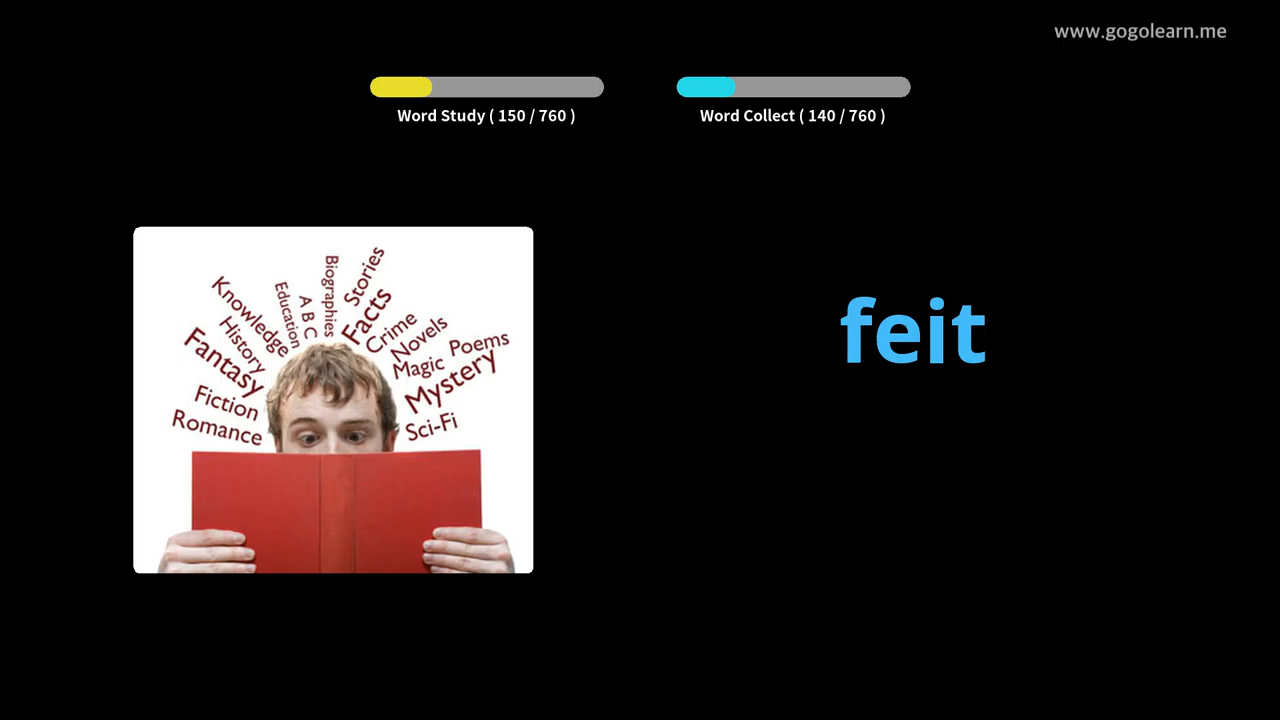 www.gogolearn.me
Word Study ( 150 / 760 )
Word Collect ( 140 / 760 )
feit
Biographies
Stories
Education
A B C
Facts
Knowledge
Crime
History
Novels
Poems
Fantasy
Magic
Mystery
Fiction
Sci-Fi
Romance